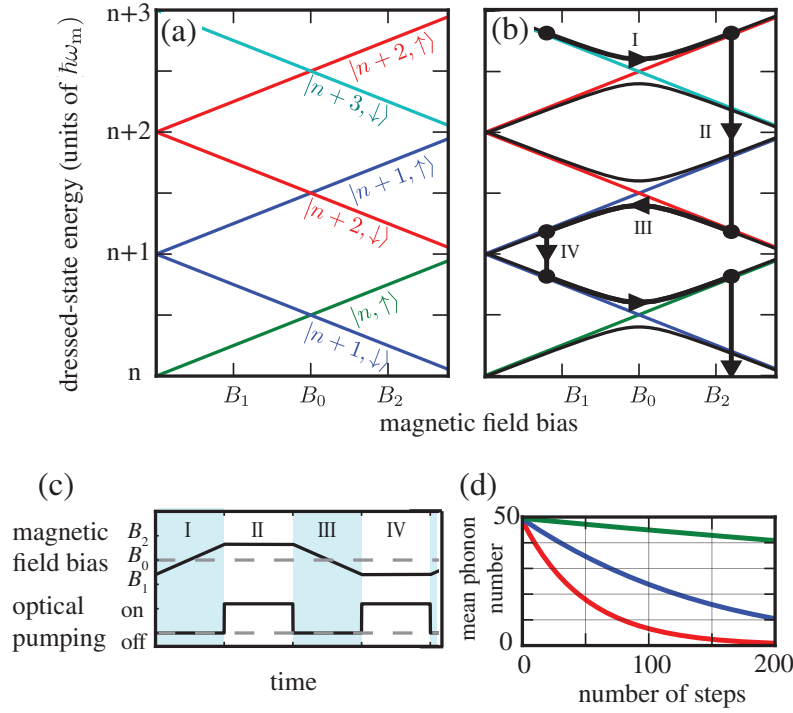 (a)
(b)
dressed-state energy (units of ℏω_m)
n+3
n+2
n+1
n
|n + 2, ↑⟩
|n + 3, ↓⟩
|n + 1, ↑⟩
|n + 2, ↓⟩
|n, ↑⟩
|n + 1, ↓⟩
I
II
III
IV
B_1 B_0 B_2
B_1 B_0 B_2
magnetic field bias
(c)
magnetic
field bias
B_2
B_0
B_1
I II III IV
optical
pumping
on
off
time
(d)
mean phonon
number
50
0
0 100 200
number of steps